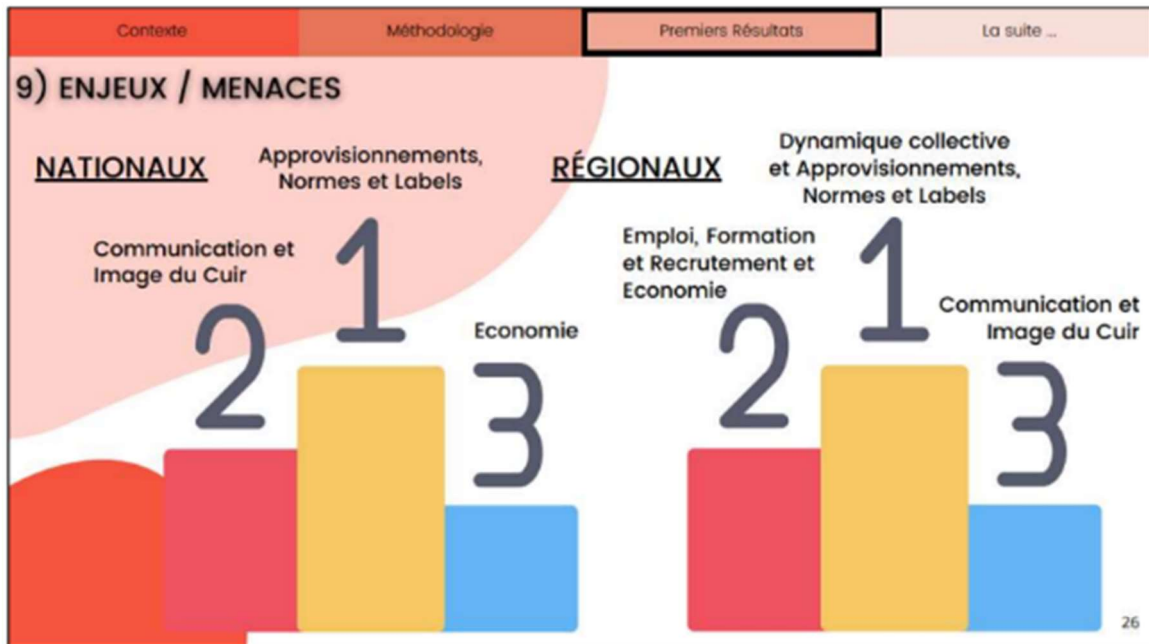 Contexte
Méthodologie
Premiers Résultats
La suite ...
9) ENJEUX / MENACES
NATIONAUX
Approvisionnements,
Normes et Labels
1
Communication et
Image du Cuir
2
Economie
3
RÉGIONAUX
Dynamique collective
et Approvisionnements,
Normes et Labels
1
Emploi, Formation
et Recrutement et
Economie
2
Communication et
Image du Cuir
3
26